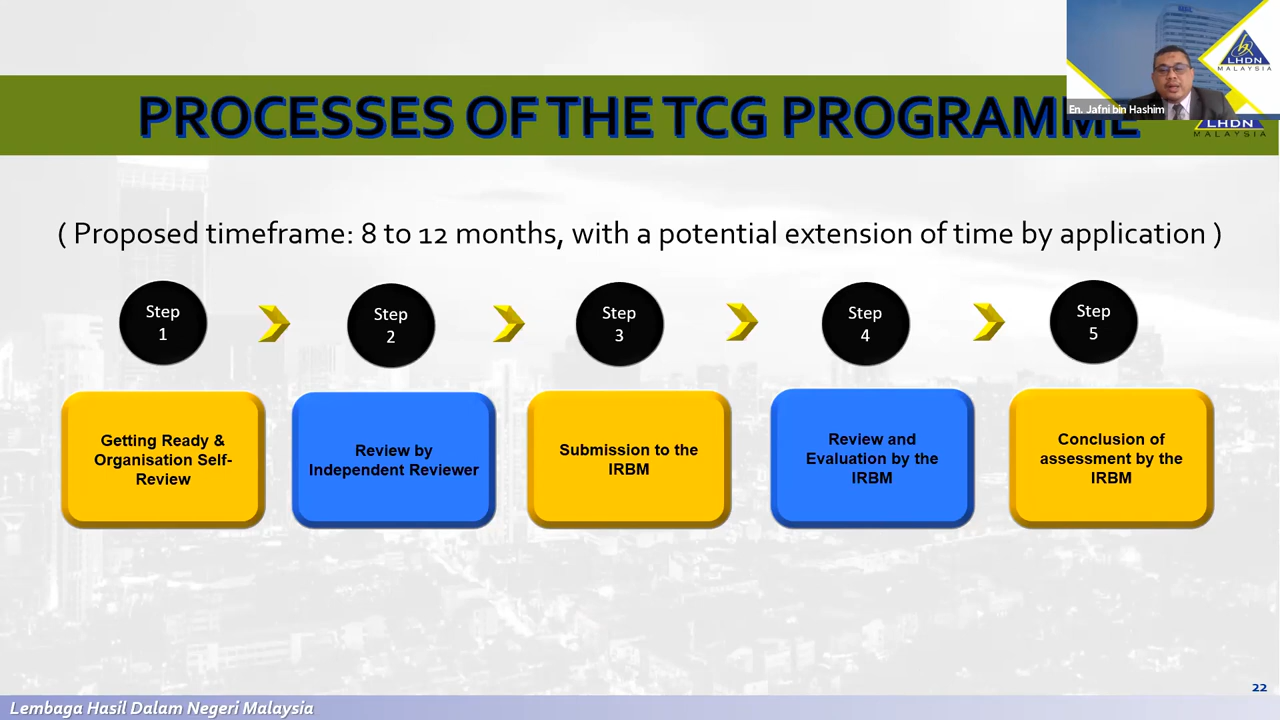 PROCESSES OF THE TCG PROGRAMME
LHDN
MALAYSIA
En. Jafni bin Hashim
LHDN
MALAYSIA
( Proposed timeframe: 8 to 12 months, with a potential extension of time by application )
Step
1
Step
2
Step
3
Step
4
Step
5
Getting Ready &
Organisation Self-
Review
Review by
Independent Reviewer
Submission to the
IRBM
Review and
Evaluation by the
IRBM
Conclusion of
assessment by the
IRBM
22
Lembaga Hasil Dalam Negeri Malaysia